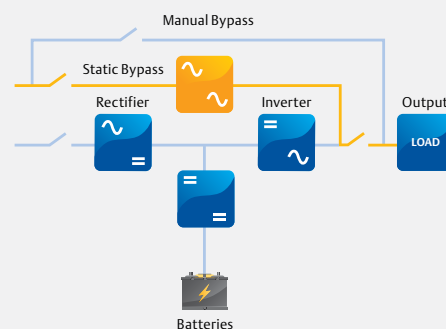 Manual Bypass
Static Bypass
Rectifier
Inverter
Output
LOAD
Batteries